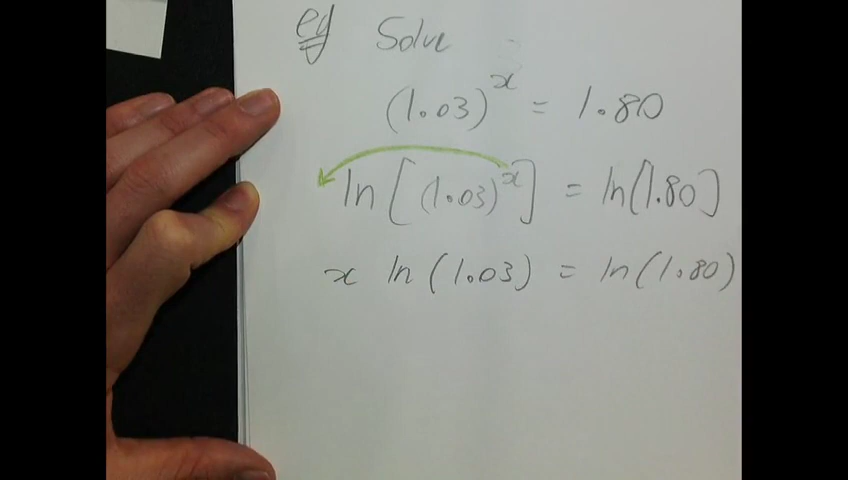 eg Solve
(1.03)^x = 1.80
ln[(1.03)^x] = ln[1.80]
x ln(1.03) = ln(1.80)